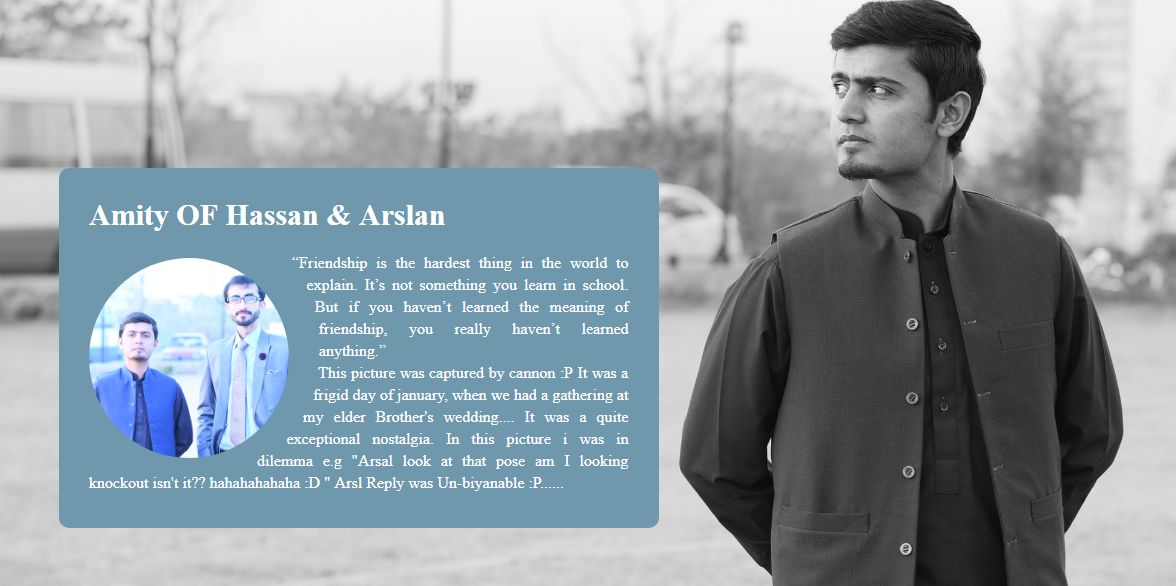 Amity OF Hassan & Arslan
“Friendship is the hardest thing in the world to
explain. It’s not something you learn in school.
But if you haven’t learned the meaning of
friendship, you really haven’t learned
anything.”
This picture was captured by cannon :P It was a
frigid day of january, when we had a gathering at
my elder Brother's wedding.... It was a quite
exceptional nostalgia. In this picture i was in
dilemma e.g "Arsal look at that pose am I looking
knockout isn't it?? hahahahahaha :D " Arsl Reply was Un-biyanable :P......